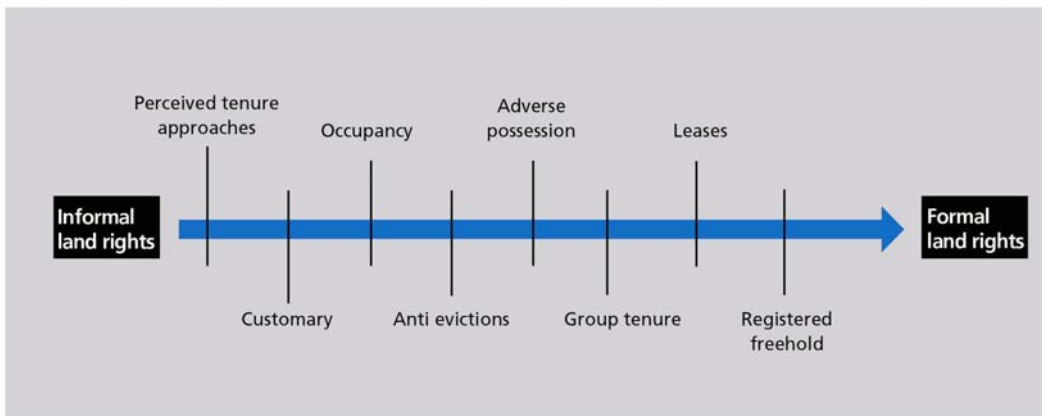 Perceived tenure
approaches
Occupancy
Adverse
possession
Leases
Informal
land rights
Formal
land rights
Customary
Anti evictions
Group tenure
Registered
freehold